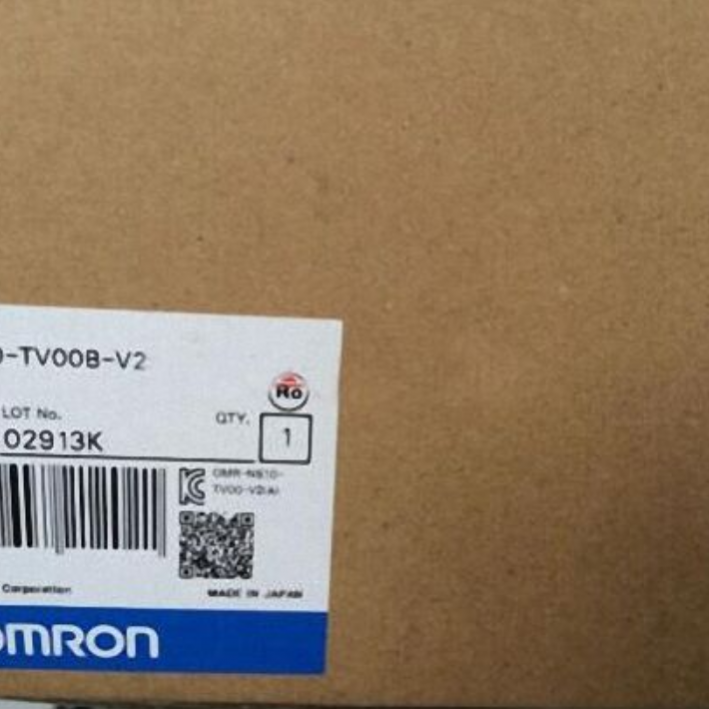 0-TV00B-V2
Ro
LOT No.
QTY.
02913K
1
OMR-NS10-
TV00-V2(A)
Corporation
MADE IN JAPAN
OMRON